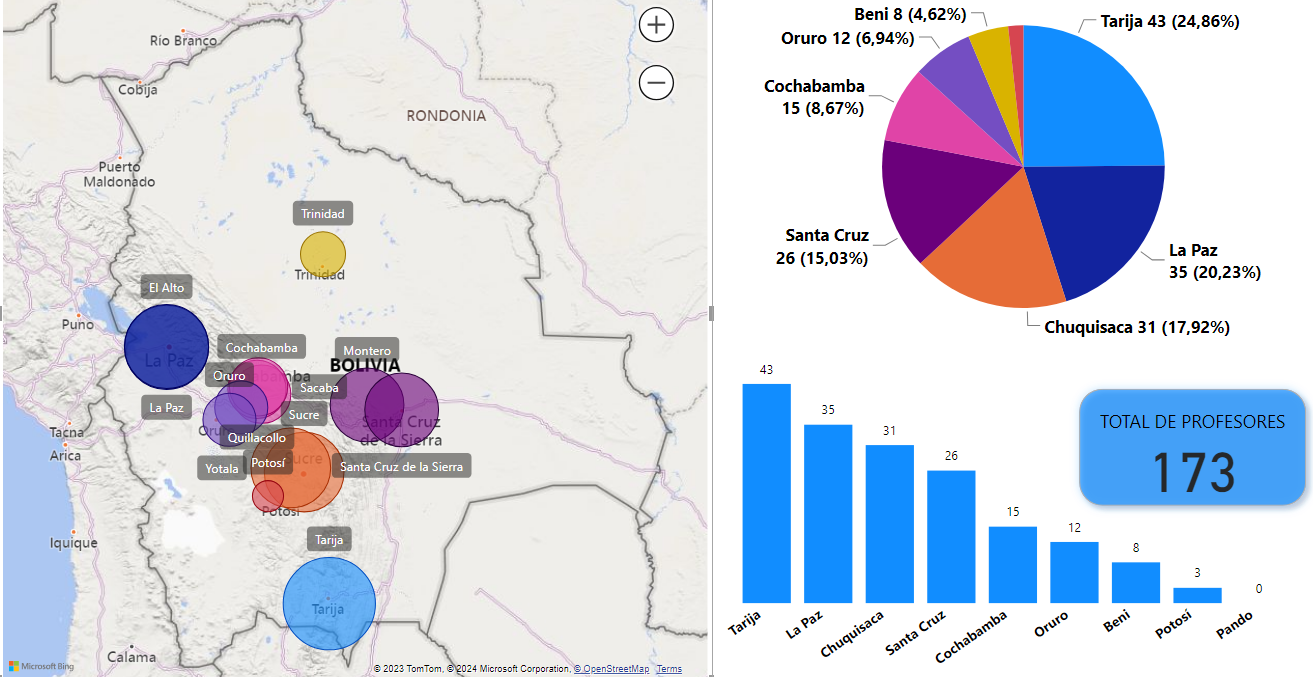 Río Branco
Cobija
RONDONIA
Puerto
Maldonado
Trinidad
Trinidad
El Alto
Puno
La Paz
Cochabamba
Montero
BOLIVIA
Oruro
Sacaba
La Paz
Sucre
Santa Cruz
de la Sierra
Tacna
Arica
Quillacollo
Yotala
Potosí
Santa Cruz de la Sierra
Potosí
Iquique
Tarija
Tarija
Calama
Microsoft Bing
© 2023 TomTom, © 2024 Microsoft Corporation, © OpenStreetMap Terms
Beni 8 (4,62%)
Tarija 43 (24,86%)
Oruro 12 (6,94%)
Cochabamba
15 (8,67%)
Santa Cruz
26 (15,03%)
La Paz
35 (20,23%)
Chuquisaca 31 (17,92%)
43
35
31
26
15
12
8
3
0
Tarija
La Paz
Chuquisaca
Santa Cruz
Cochabamba
Oruro
Beni
Potosí
Pando
TOTAL DE PROFESORES
173